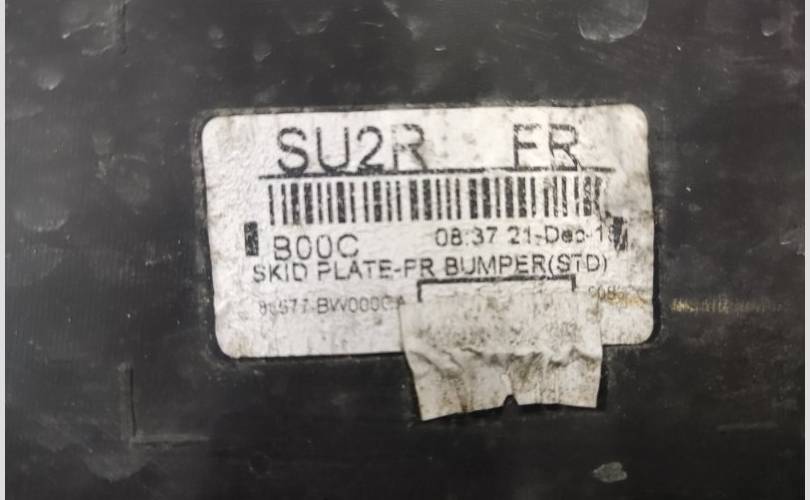 SU2R FR
B00C 08:37 21-Dec-1
SKID PLATE-FR BUMPER(STD)